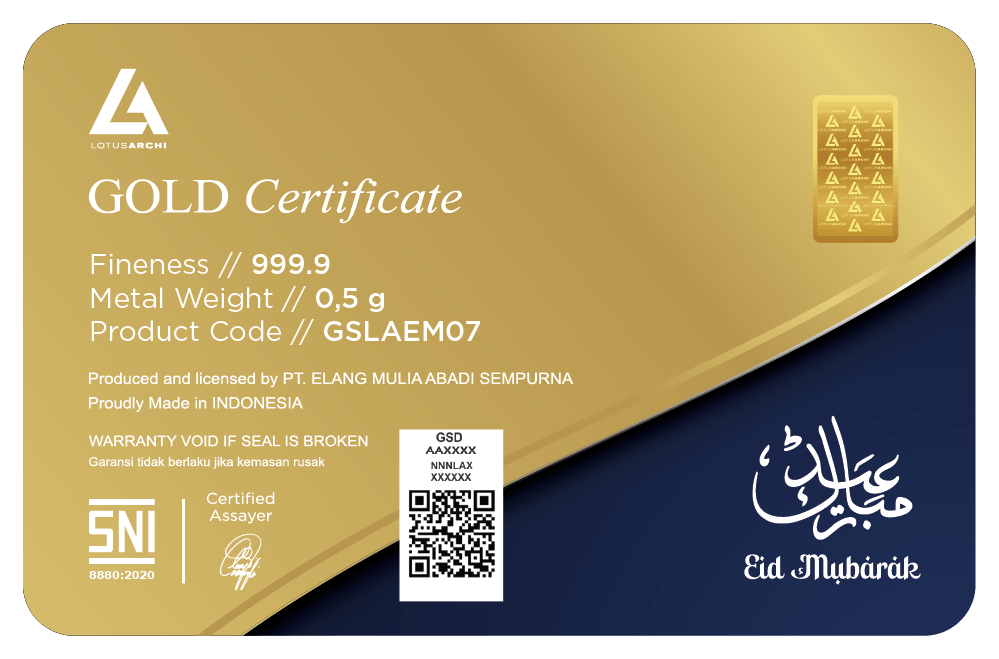 LOTUSARCHI
GOLD Certificate
Fineness // 999.9
Metal Weight // 0,5 g
Product Code // GSLAEM07
Produced and licensed by PT. ELANG MULIA ABADI SEMPURNA
Proudly Made in INDONESIA
WARRANTY VOID IF SEAL IS BROKEN
Garansi tidak berlaku jika kemasan rusak
SNI
8880:2020
Certified
Assayer
GSD
AAXXXX
NNNLAX
XXXXXX
عيد مبارك
Eid Mubarak